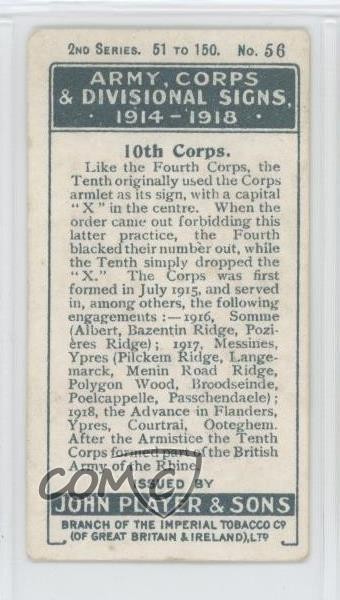 2ND SERIES. 51 TO 150. No. 56
ARMY, CORPS
& DIVISIONAL SIGNS,
· 1914-1918 ·
10th Corps.
Like the Fourth Corps, the
Tenth originally used the Corps
armlet as its sign, with a capital
"X" in the centre. When the
order came out forbidding this
latter practice, the Fourth
blacked their number out, while
the Tenth simply dropped the
"X." The Corps was first
formed in July 1915, and served
in, among others, the following
engagements :—1916, Somme
(Albert, Bazentin Ridge, Pozi-
ères Ridge); 1917, Messines,
Ypres (Pilckem Ridge, Lange-
marck, Menin Road Ridge,
Polygon Wood, Broodseinde,
Poelcappelle, Passchendaele);
1918, the Advance in Flanders,
Ypres, Courtrai, Ooteghem.
After the Armistice the Tenth
Corps formed part of the British
Army of the Rhine.
COMC
ISSUED BY
JOHN PLAYER & SONS
BRANCH OF THE IMPERIAL TOBACCO Co
(OF GREAT BRITAIN & IRELAND), LTD